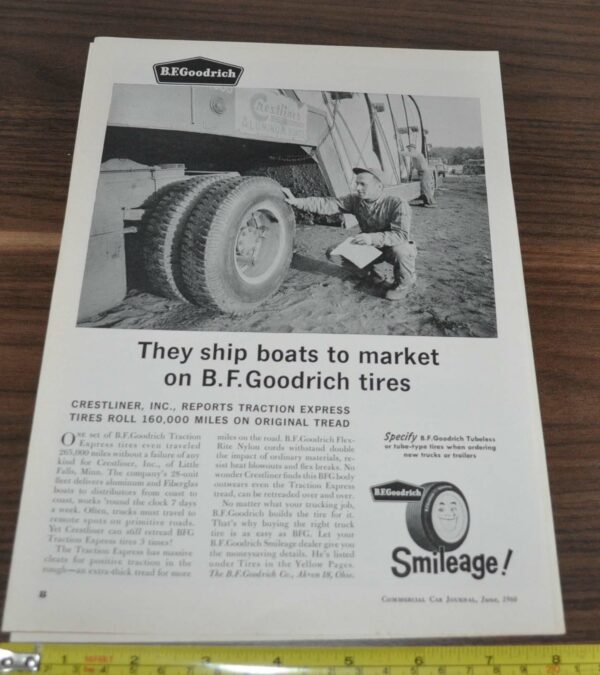 B.F.Goodrich
Crestliner
They ship boats to market
on B.F.Goodrich tires
CRESTLINER, INC., REPORTS TRACTION EXPRESS
TIRES ROLL 160,000 MILES ON ORIGINAL TREAD
ONE set of B.F.Goodrich Traction
Express tires even traveled
265,000 miles without a failure of any
kind for Crestliner, Inc., of Little
Falls, Minn. The company's 28-unit
fleet delivers aluminum and Fiberglas
boats to distributors from coast to
coast, works 'round the clock 7 days
a week. Often, trucks must travel to
remote spots on primitive roads.
Yet Crestliner can still retread BFG
Traction Express tires 3 times!
The Traction Express has massive
cleats for positive traction in the
rough—an extra-thick tread for more
miles on the road. B.F.Goodrich Flex-
Rite Nylon cords withstand double
the impact of ordinary materials, re-
sist heat blowouts and flex breaks. No
wonder Crestliner finds this BFG body
outwears even the Traction Express
tread, can be retreaded over and over.
No matter what your trucking job,
B.F.Goodrich builds the tire for it.
That's why buying the right truck
tire is as easy as BFG. Let your
B.F.Goodrich Smileage dealer give you
the moneysaving details. He's listed
under Tires in the Yellow Pages.
The B.F.Goodrich Co., Akron 18, Ohio.
Specify B.F.Goodrich Tubeless
or tube-type tires when ordering
new trucks or trailers
B.F.Goodrich
Smileage!
8
COMMERCIAL CAR JOURNAL, June, 1960
1 2 3 4 5 6 7 8